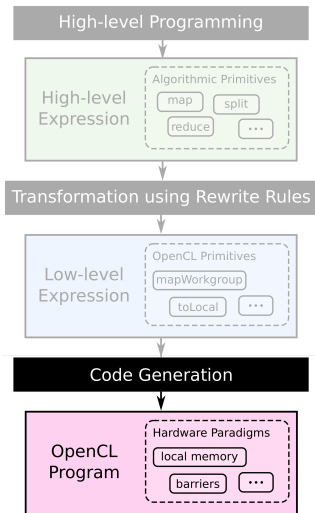 High-level Programming
High-level
Expression
Algorithmic Primitives
map
split
reduce
...
Transformation using Rewrite Rules
Low-level
Expression
OpenCL Primitives
mapWorkgroup
toLocal
...
Code Generation
OpenCL
Program
Hardware Paradigms
local memory
barriers
...